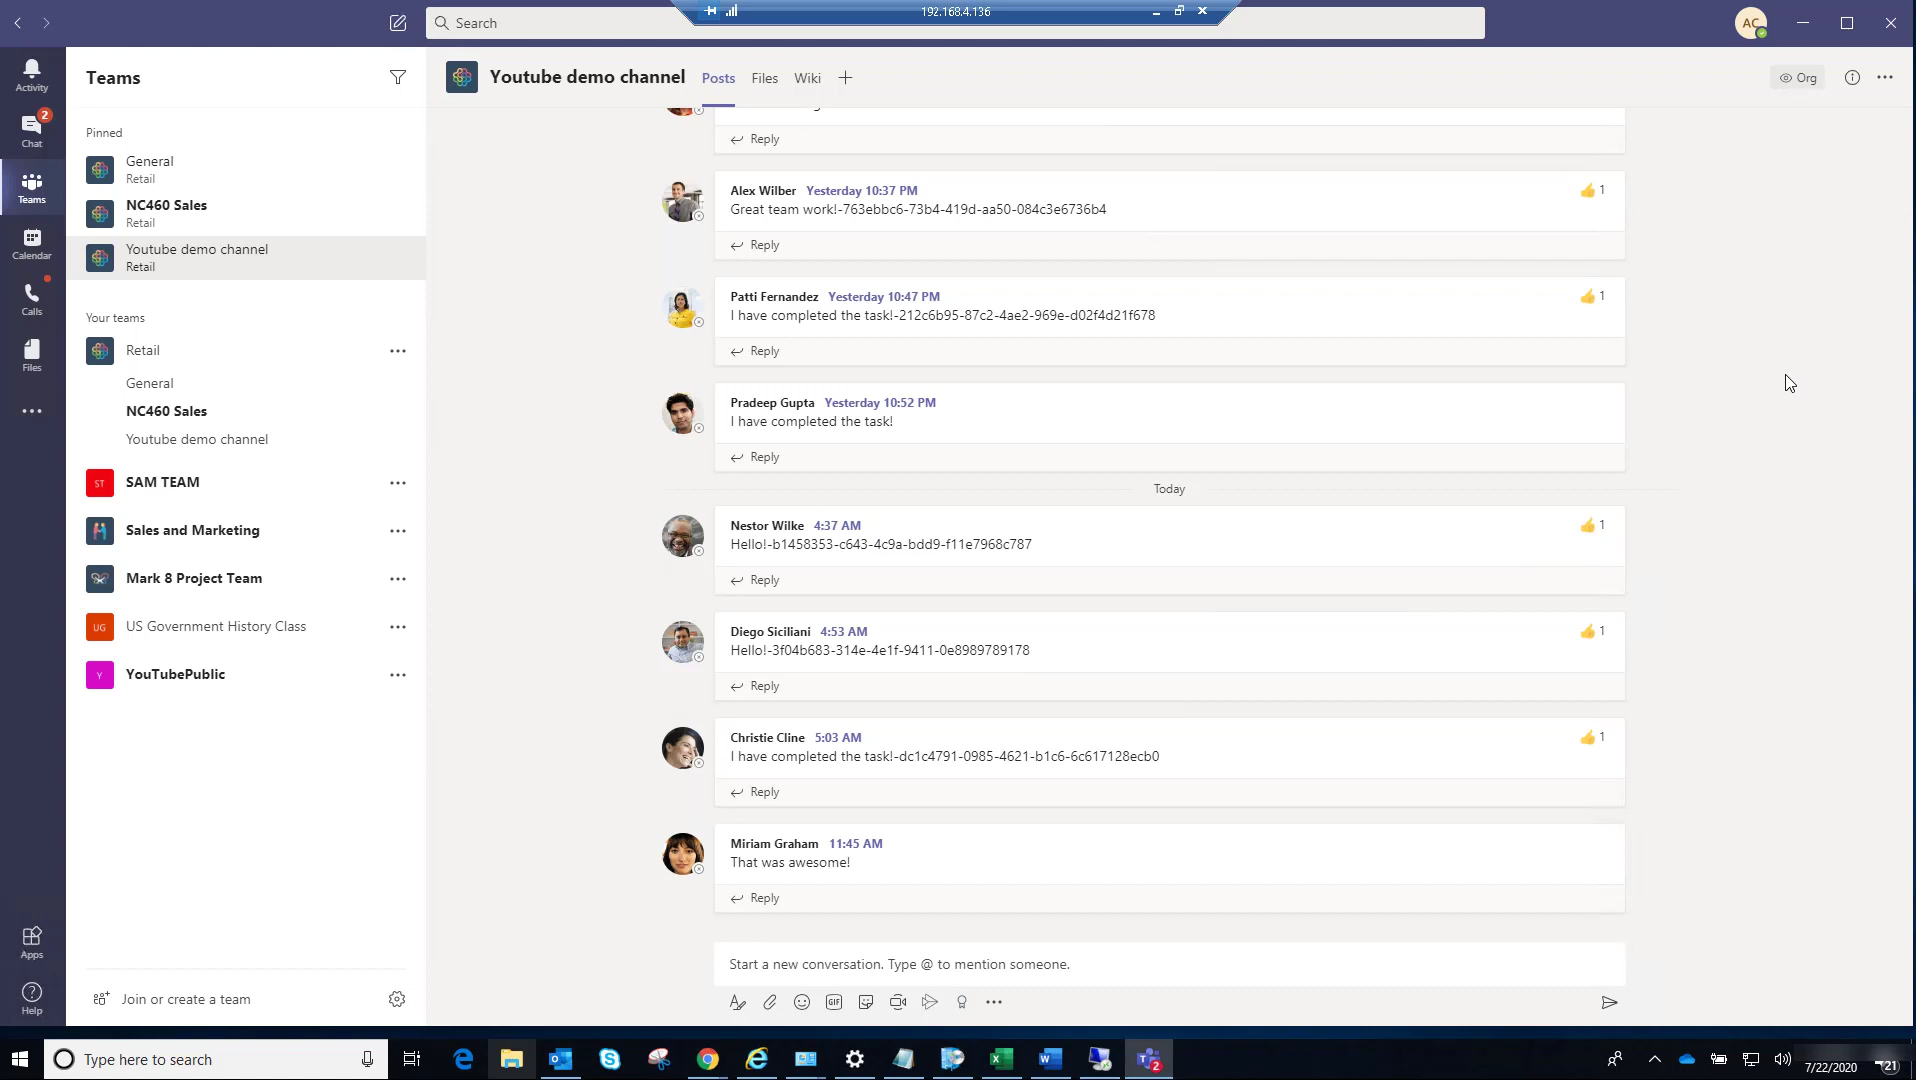 192.168.4.136
Search
AC
Activity
2
Chat
Teams
Calendar
Calls
Files
Apps
Help
Teams
Pinned
General
Retail
NC460 Sales
Retail
Youtube demo channel
Retail
Your teams
Retail
General
NC460 Sales
Youtube demo channel
ST SAM TEAM
Sales and Marketing
Mark 8 Project Team
UG US Government History Class
Y YouTubePublic
Join or create a team
Youtube demo channel Posts Files Wiki
Org
Reply
Alex Wilber Yesterday 10:37 PM
1
Great team work!-763ebbc6-73b4-419d-aa50-084c3e6736b4
Reply
Patti Fernandez Yesterday 10:47 PM
1
I have completed the task!-212c6b95-87c2-4ae2-969e-d02f4d21f678
Reply
Pradeep Gupta Yesterday 10:52 PM
I have completed the task!
Reply
Today
Nestor Wilke 4:37 AM
1
Hello!-b1458353-c643-4c9a-bdd9-f11e7968c787
Reply
Diego Siciliani 4:53 AM
1
Hello!-3f04b683-314e-4e1f-9411-0e8989789178
Reply
Christie Cline 5:03 AM
1
I have completed the task!-dc1c4791-0985-4621-b1c6-6c617128ecb0
Reply
Miriam Graham 11:45 AM
That was awesome!
Reply
Start a new conversation. Type @ to mention someone.
GIF
Type here to search
2
7/22/2020
21